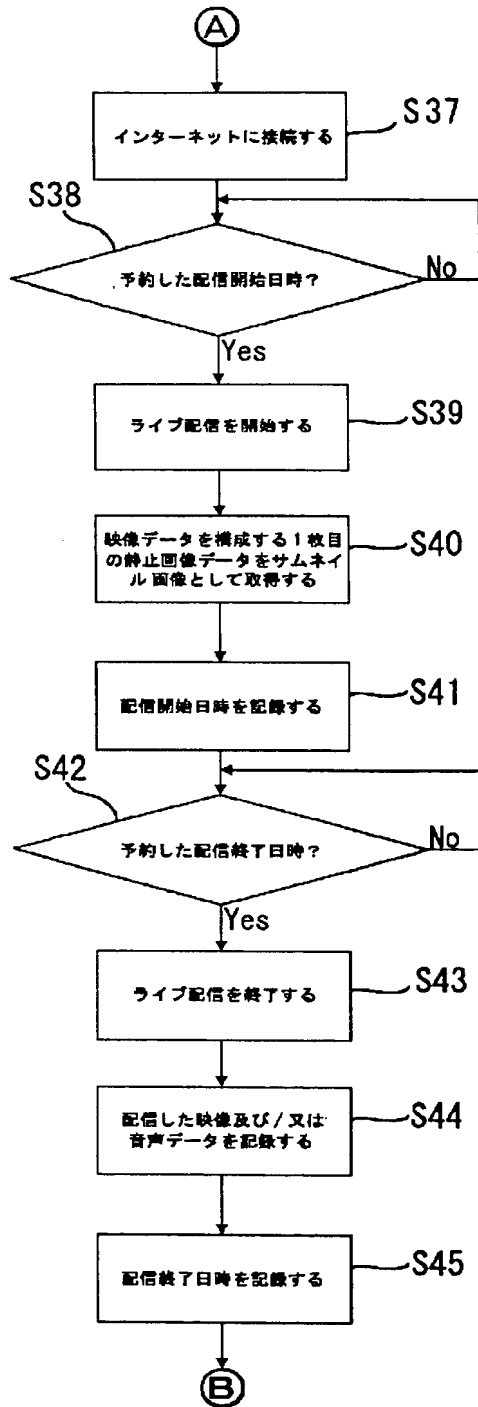 A
インターネットに接続する
S37
S38
予約した配信開始日時?
No
Yes
ライブ配信を開始する
S39
映像データを構成する1枚目
の静止画像データをサムネイ
ル画像として取得する
S40
配信開始日時を記録する
S41
S42
予約した配信終了日時?
No
Yes
ライブ配信を終了する
S43
配信した映像及び/又は
音声データを記録する
S44
配信終了日時を記録する
S45
B